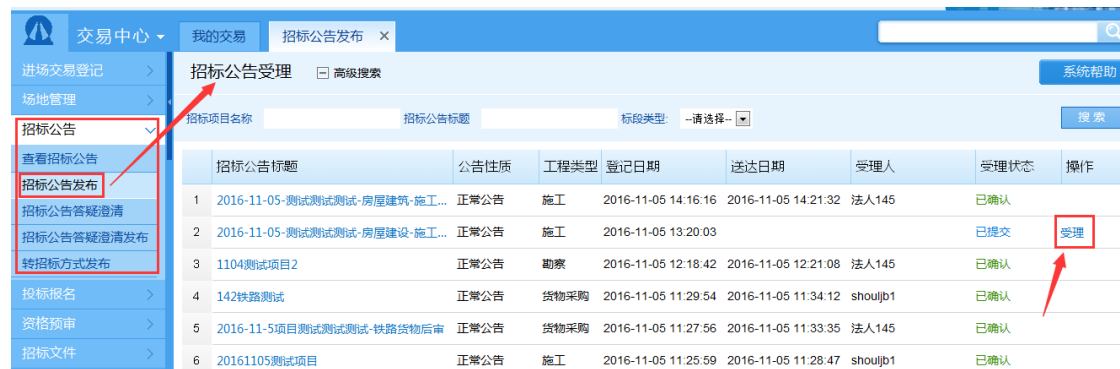 交易中心
我的交易 招标公告发布 ×
进场交易登记
场地管理
招标公告
查看招标公告
招标公告发布
招标公告答疑澄清
招标公告答疑澄清发布
转招标方式发布
投标报名
资格预审
招标文件
招标公告受理 高级搜索 系统帮助
招标项目名称 招标公告标题 标段类型: --请选择-- 搜索
招标公告标题 公告性质 工程类型 登记日期 送达日期 受理人 受理状态 操作
1 2016-11-05-测试测试测试-房屋建筑-施工... 正常公告 施工 2016-11-05 14:16:16 2016-11-05 14:21:32 法人145 已确认
2 2016-11-05-测试测试测试-房屋建设-施工... 正常公告 施工 2016-11-05 13:20:03 已提交 受理
3 1104测试项目2 正常公告 勘察 2016-11-05 12:18:42 2016-11-05 12:21:08 法人145 已确认
4 142铁路测试 正常公告 货物采购 2016-11-05 11:29:54 2016-11-05 11:34:12 shouljb1 已确认
5 2016-11-5项目测试测试测试-铁路货物后审 正常公告 货物采购 2016-11-05 11:27:56 2016-11-05 11:33:35 法人145 已确认
6 20161105测试项目 正常公告 施工 2016-11-05 11:25:59 2016-11-05 11:28:47 shouljb1 已确认